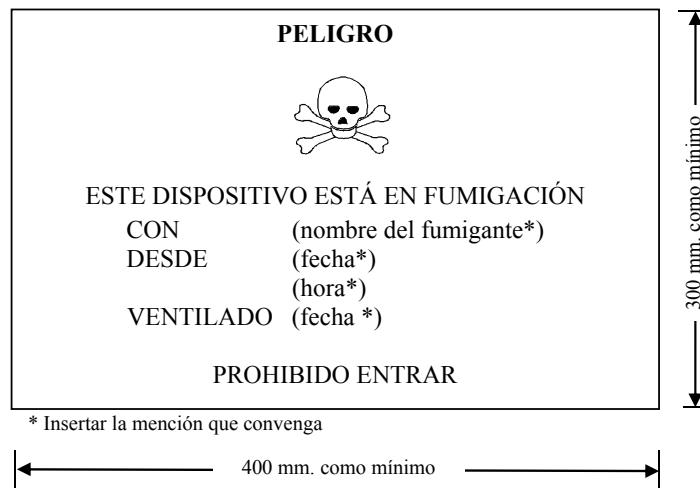 PELIGRO
ESTE DISPOSITIVO ESTÁ EN FUMIGACIÓN
CON (nombre del fumigante*)
DESDE (fecha*)
(hora*)
VENTILADO (fecha *)
PROHIBIDO ENTRAR
* Insertar la mención que convenga
400 mm. como mínimo
300 mm. como mínimo